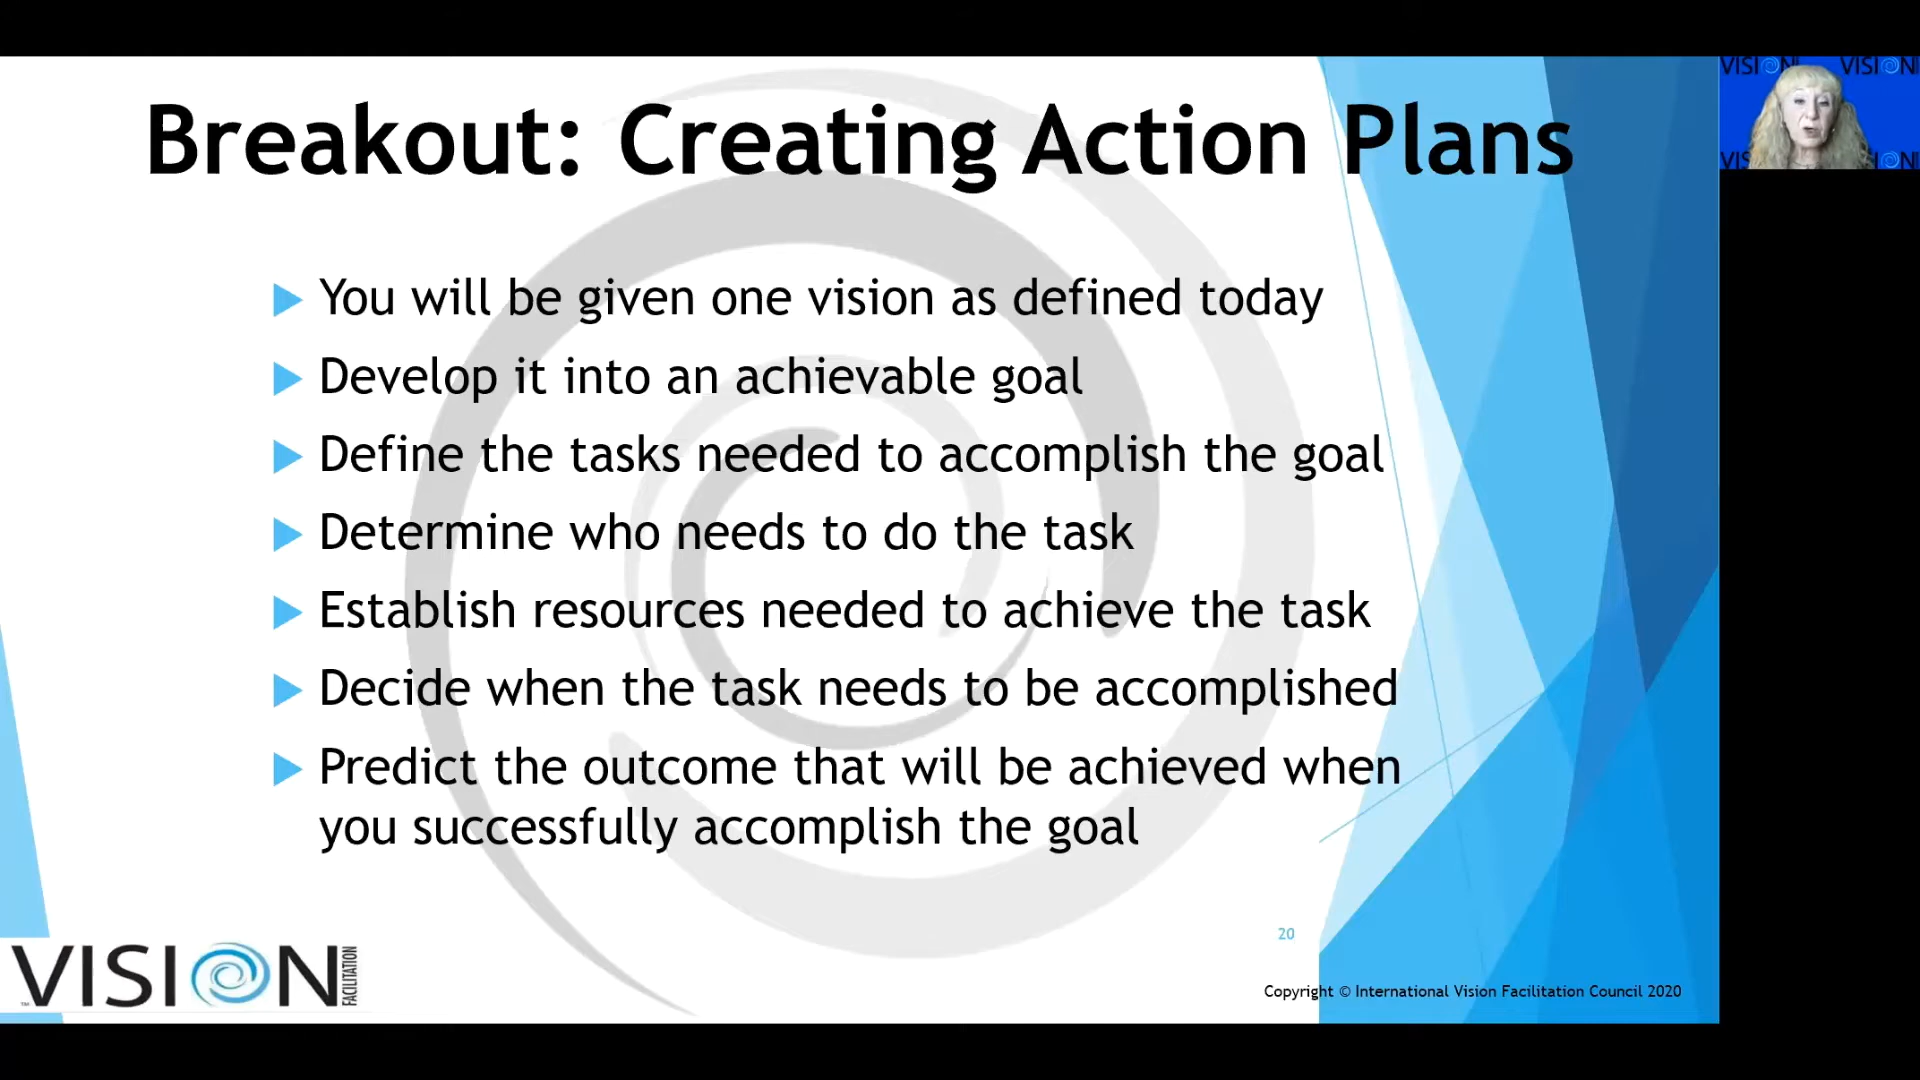 Breakout: Creating Action Plans
You will be given one vision as defined today
Develop it into an achievable goal
Define the tasks needed to accomplish the goal
Determine who needs to do the task
Establish resources needed to achieve the task
Decide when the task needs to be accomplished
Predict the outcome that will be achieved when
you successfully accomplish the goal
20
Copyright © International Vision Facilitation Council 2020
VISION FACILITATION
™
VISION VISION